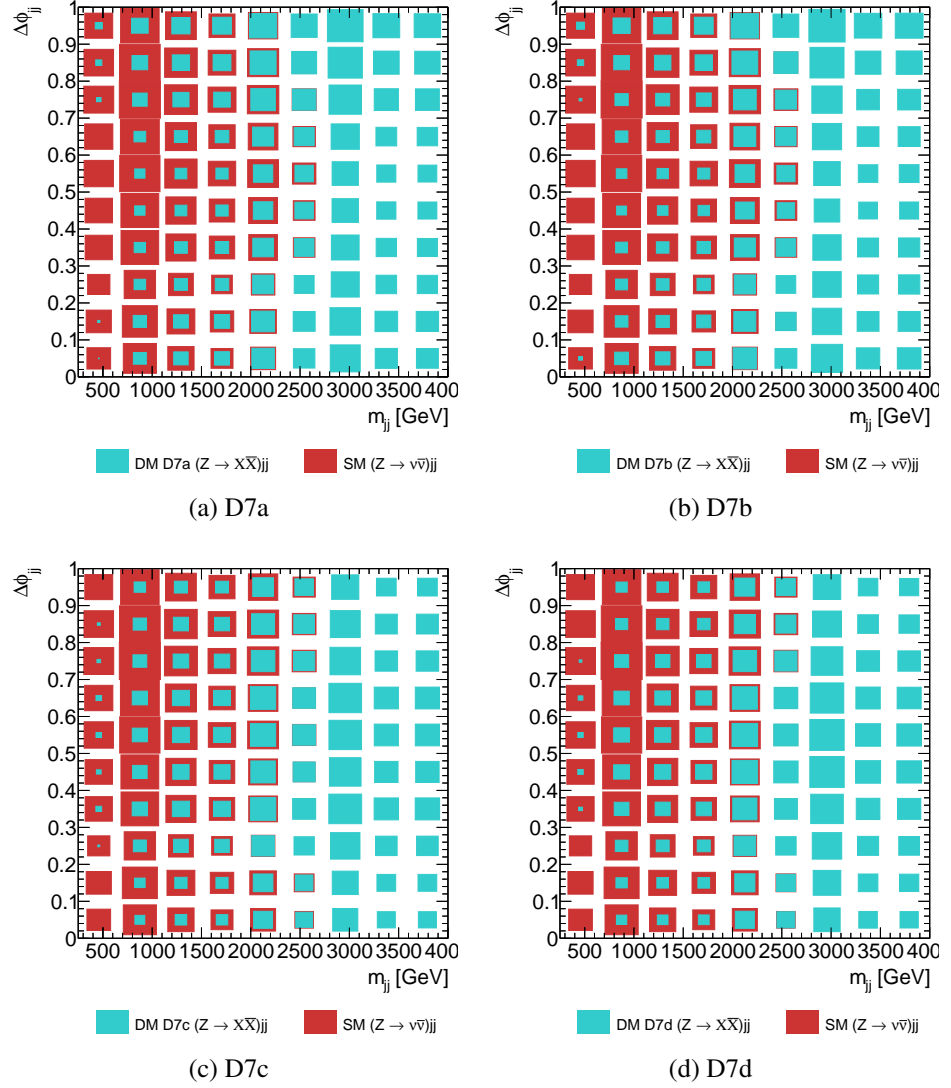 Δϕjj
1
0.9
0.8
0.7
0.6
0.5
0.4
0.3
0.2
0.1
0
500 1000 1500 2000 2500 3000 3500 400
mjj [GeV]
DM D7a (Z → XX̅)jj SM (Z → νν̅)jj
(a) D7a
Δϕjj
1
0.9
0.8
0.7
0.6
0.5
0.4
0.3
0.2
0.1
0
500 1000 1500 2000 2500 3000 3500 400
mjj [GeV]
DM D7b (Z → XX̅)jj SM (Z → νν̅)jj
(b) D7b
Δϕjj
1
0.9
0.8
0.7
0.6
0.5
0.4
0.3
0.2
0.1
0
500 1000 1500 2000 2500 3000 3500 400
mjj [GeV]
DM D7c (Z → XX̅)jj SM (Z → νν̅)jj
(c) D7c
Δϕjj
1
0.9
0.8
0.7
0.6
0.5
0.4
0.3
0.2
0.1
0
500 1000 1500 2000 2500 3000 3500 400
mjj [GeV]
DM D7d (Z → XX̅)jj SM (Z → νν̅)jj
(d) D7d